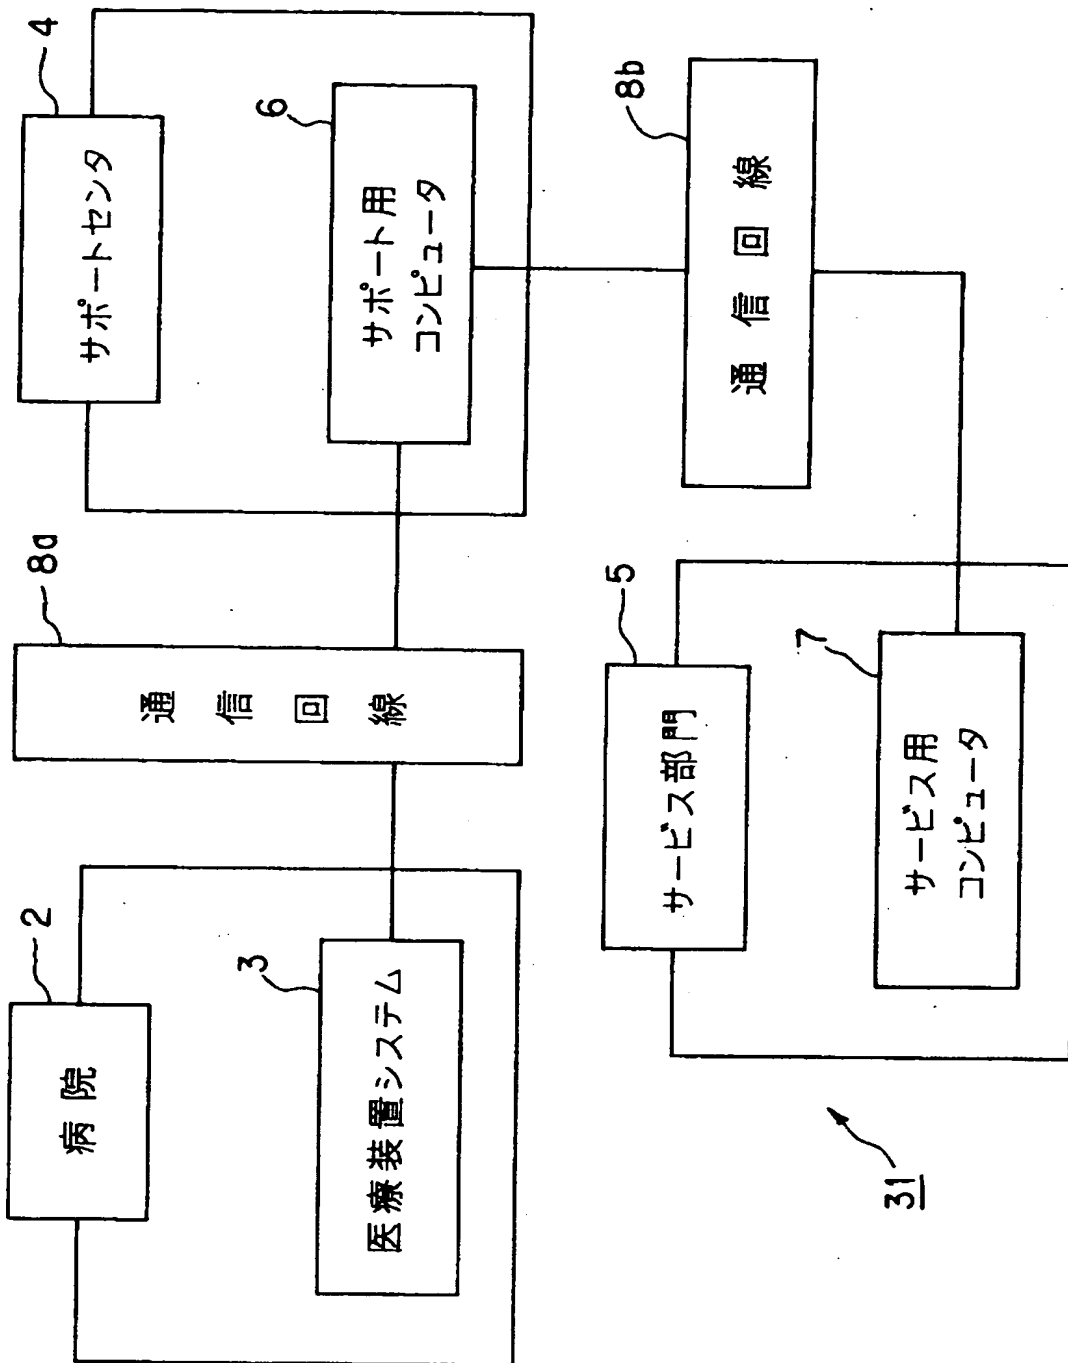 2
病院
3
医療装置システム
8a
通信回線
4
サポートセンタ
6
サポート用
コンピュータ
8b
通信回線
5
サービス部門
7
サービス用
コンピュータ
31